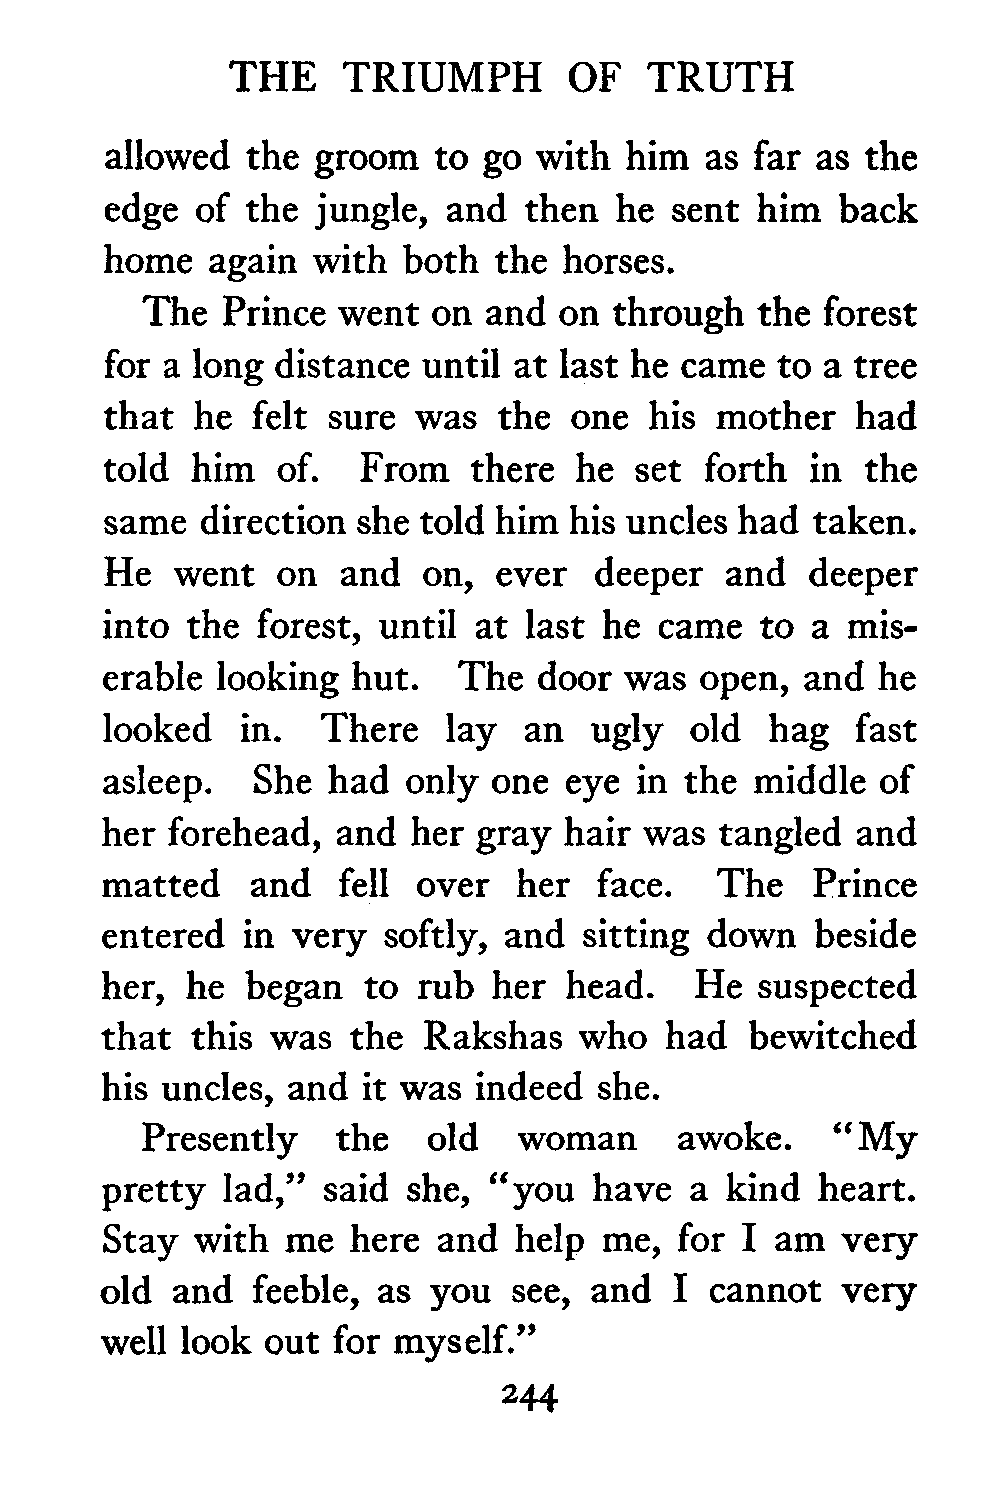 THE TRIUMPH OF TRUTH
allowed the groom to go with him as far as the
edge of the jungle, and then he sent him back
home again with both the horses.
The Prince went on and on through the forest
for a long distance until at last he came to a tree
that he felt sure was the one his mother had
told him of. From there he set forth in the
same direction she told him his uncles had taken.
He went on and on, ever deeper and deeper
into the forest, until at last he came to a mis-
erable looking hut. The door was open, and he
looked in. There lay an ugly old hag fast
asleep. She had only one eye in the middle of
her forehead, and her gray hair was tangled and
matted and fell over her face. The Prince
entered in very softly, and sitting down beside
her, he began to rub her head. He suspected
that this was the Rakshas who had bewitched
his uncles, and it was indeed she.
Presently the old woman awoke. "My
pretty lad," said she, "you have a kind heart.
Stay with me here and help me, for I am very
old and feeble, as you see, and I cannot very
well look out for myself."
244